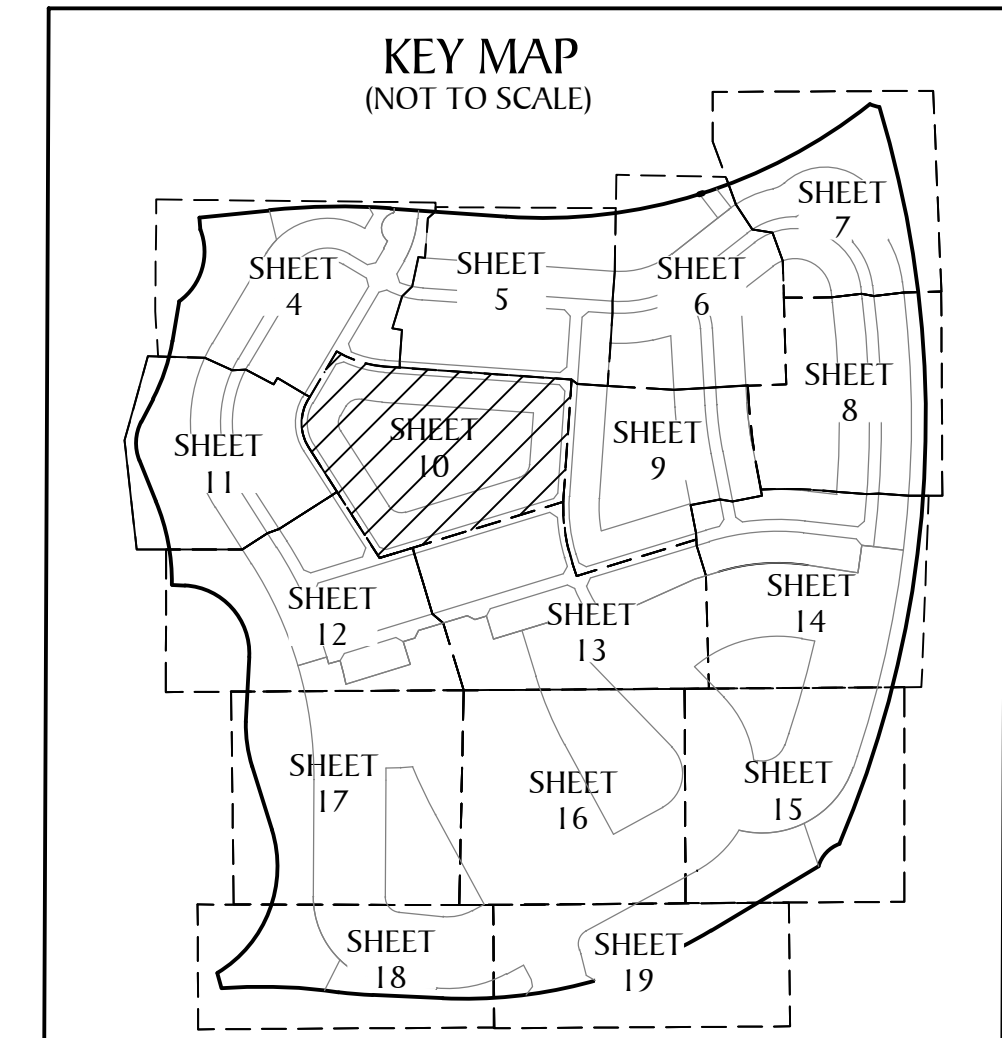 KEY MAP
(NOT TO SCALE)
SHEET
7
SHEET
4
SHEET
5
SHEET
6
SHEET
8
SHEET
10
SHEET
9
SHEET
11
SHEET
12
SHEET
13
SHEET
14
SHEET
17
SHEET
16
SHEET
15
SHEET
18
SHEET
19